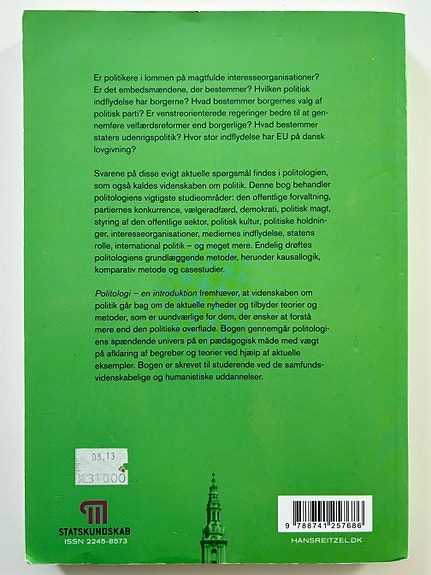 Er politikere i lommen på magtfulde interesseorganisationer?
Er det embedsmændene, der bestemmer? Hvilken politisk
indflydelse har borgerne? Hvad bestemmer borgernes valg af
politisk parti? Er venstreorienterede regeringer bedre til at gen-
nemføre velfærdsreformer end borgerlige? Hvad bestemmer
staters udenrigspolitik? Hvor stor indflydelse har EU på dansk
lovgivning?
Svarene på disse evigt aktuelle spørgsmål findes i politologien,
som også kaldes videnskaben om politik. Denne bog behandler
politologiens vigtigste studieområder: den offentlige forvaltning,
partiernes konkurrence, vælgeradfærd, demokrati, politisk magt,
styring af den offentlige sektor, politisk kultur, politiske holdnin-
ger, interesseorganisationer, mediernes indflydelse, statens
rolle, international politik – og meget mere. Endelig drøftes
politologiens grundlæggende metoder, herunder kausallogik,
komparativ metode og casestudier.
Politologi – en introduktion fremhæver, at videnskaben om
politik går bag om de aktuelle nyheder og tilbyder teorier og
metoder, som er uundværlige for dem, der ønsker at forstå
mere end den politiske overflade. Bogen gennemgår politologi-
ens spændende univers på en pædagogisk måde med vægt
på afklaring af begreber og teorier ved hjælp af aktuelle
eksempler. Bogen er skrevet til studerende ved de samfunds-
videnskabelige og humanistiske uddannelser.
08.13
310.00
STATSKUNDSKAB
ISSN 2245-8573
9 788741 257686
HANSREITZEL.DK